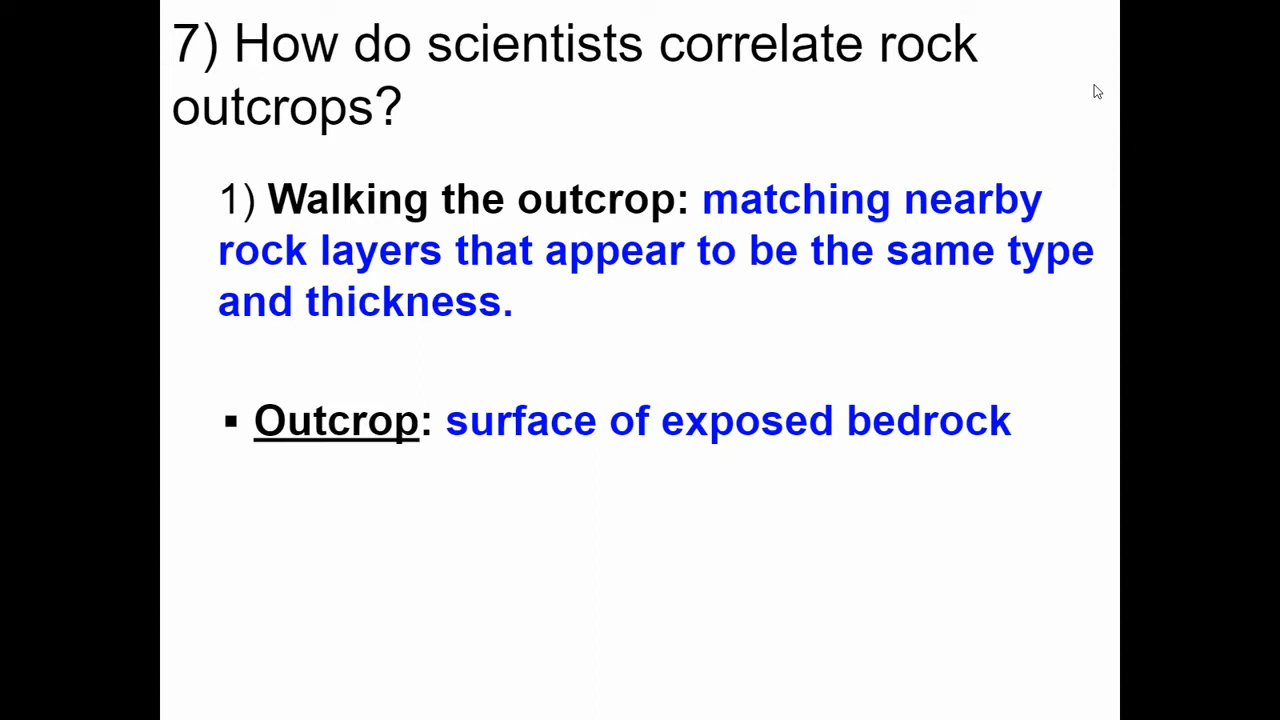 7) How do scientists correlate rock
outcrops?
1) Walking the outcrop: matching nearby
rock layers that appear to be the same type
and thickness.
▪ Outcrop: surface of exposed bedrock